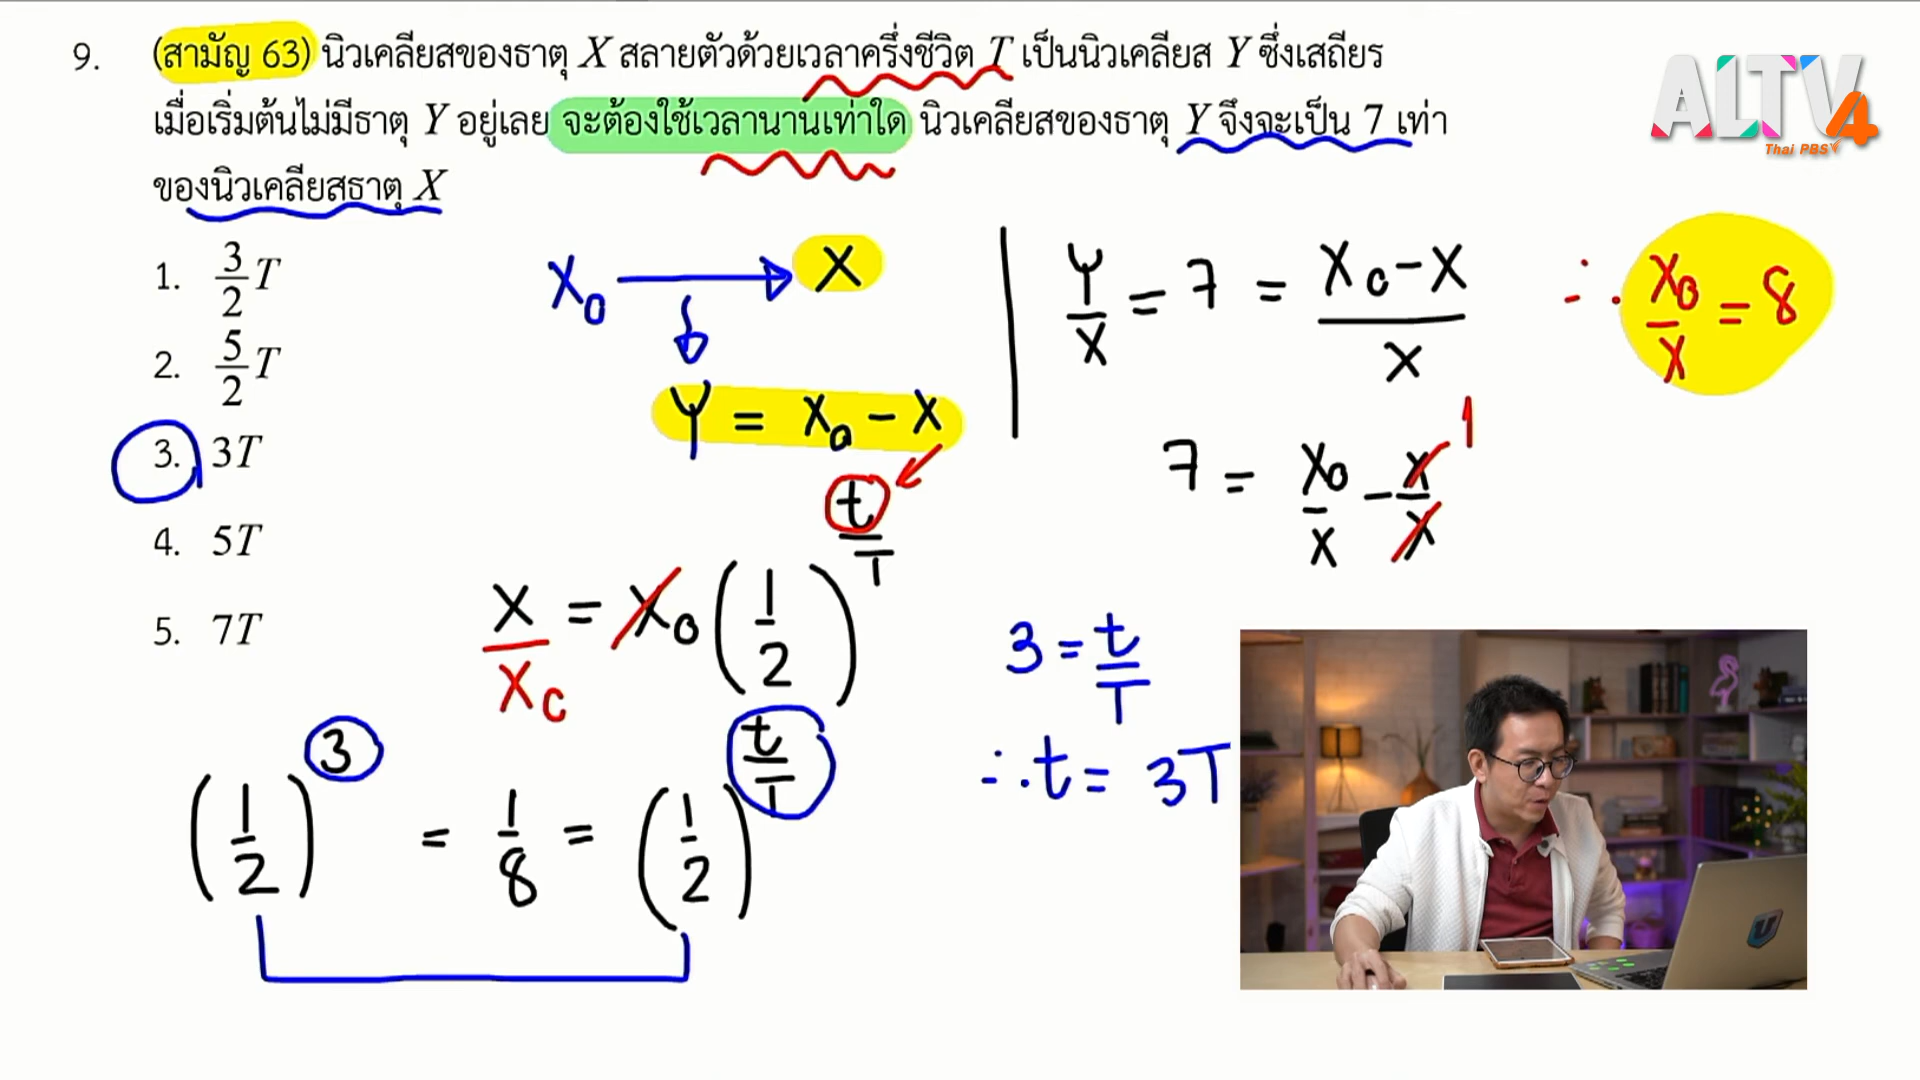 9. (สามัญ 63) นิวเคลียสของธาตุ X สลายตัวด้วยเวลาครึ่งชีวิต T เป็นนิวเคลียส Y ซึ่งเสถียร
เมื่อเริ่มต้นไม่มีธาตุ Y อยู่เลย จะต้องใช้เวลานานเท่าใด นิวเคลียสของธาตุ Y จึงจะเป็น 7 เท่า
ของนิวเคลียสธาตุ X
1. 3/2 T
2. 5/2 T
3. 3T
4. 5T
5. 7T
X₀ → X
Y = X₀ - X
X/X₀ = X₀ (1/2)^(t/T)
(1/2)^3 = 1/8 = (1/2)^(t/T)
Y/X = 7 = (X₀ - X)/X
∴ X₀/X = 8
7 = X₀/X - X/X 1
3 = t/T
∴ t = 3T
ALTV4
Thai PBS